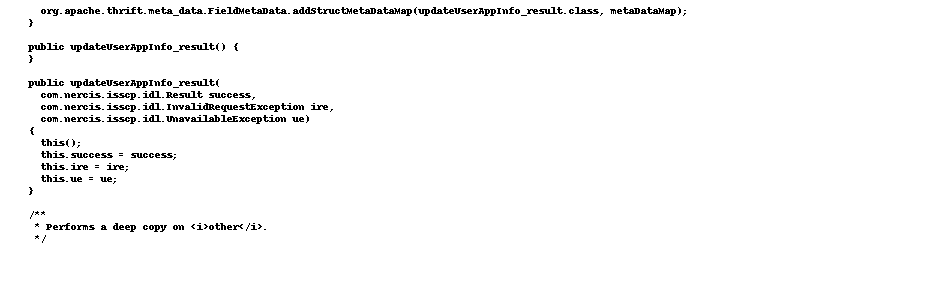 org.apache.thrift.meta_data.FieldMetaData.addStructMetaDataMap(updateUserAppInfo_result.class, metaDataMap);
}
public updateUserAppInfo_result() {
}
public updateUserAppInfo_result(
com.nercis.isscp.idl.Result success,
com.nercis.isscp.idl.InvalidRequestException ire,
com.nercis.isscp.idl.UnavailableException ue)
{
this();
this.success = success;
this.ire = ire;
this.ue = ue;
}
/**
* Performs a deep copy on <i>other</i>.
*/